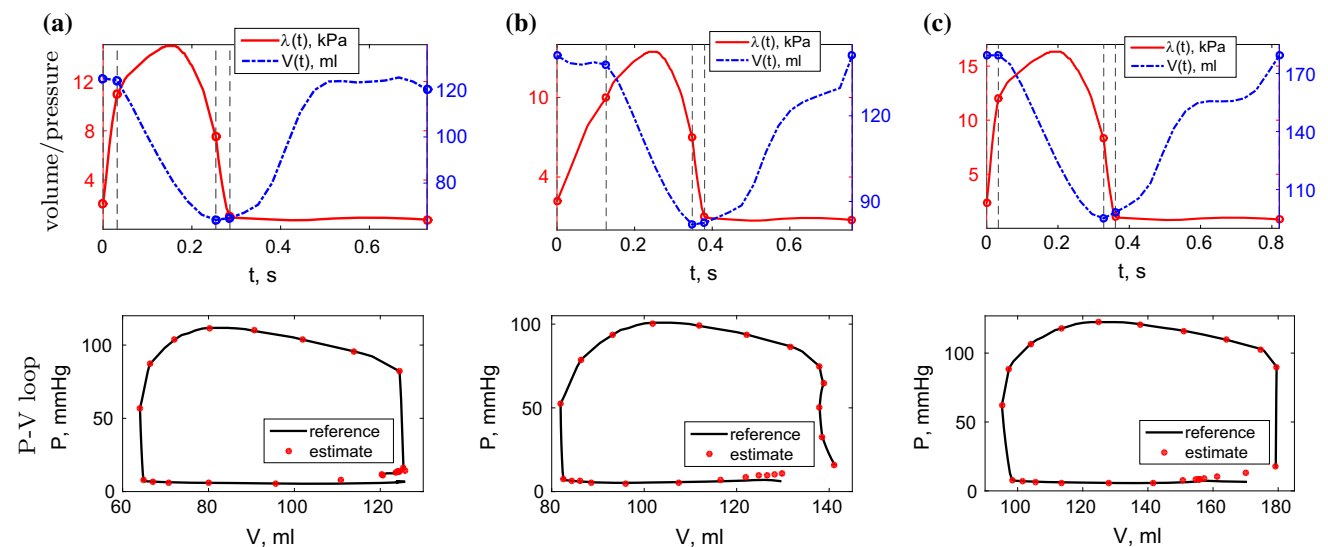 (a)
λ(t), kPa
V(t), ml
volume/pressure
12
8
4
120
100
80
0
0.2
0.4
0.6
t, s
(b)
λ(t), kPa
V(t), ml
10
4
120
90
0
0.2
0.4
0.6
t, s
(c)
λ(t), kPa
V(t), ml
15
10
5
170
140
110
0
0.2
0.4
0.6
0.8
t, s
P-V loop
P, mmHg
100
50
0
reference
estimate
60
80
100
120
V, ml
P, mmHg
100
50
0
reference
estimate
80
100
120
140
V, ml
P, mmHg
100
50
0
reference
estimate
100
120
140
160
180
V, ml